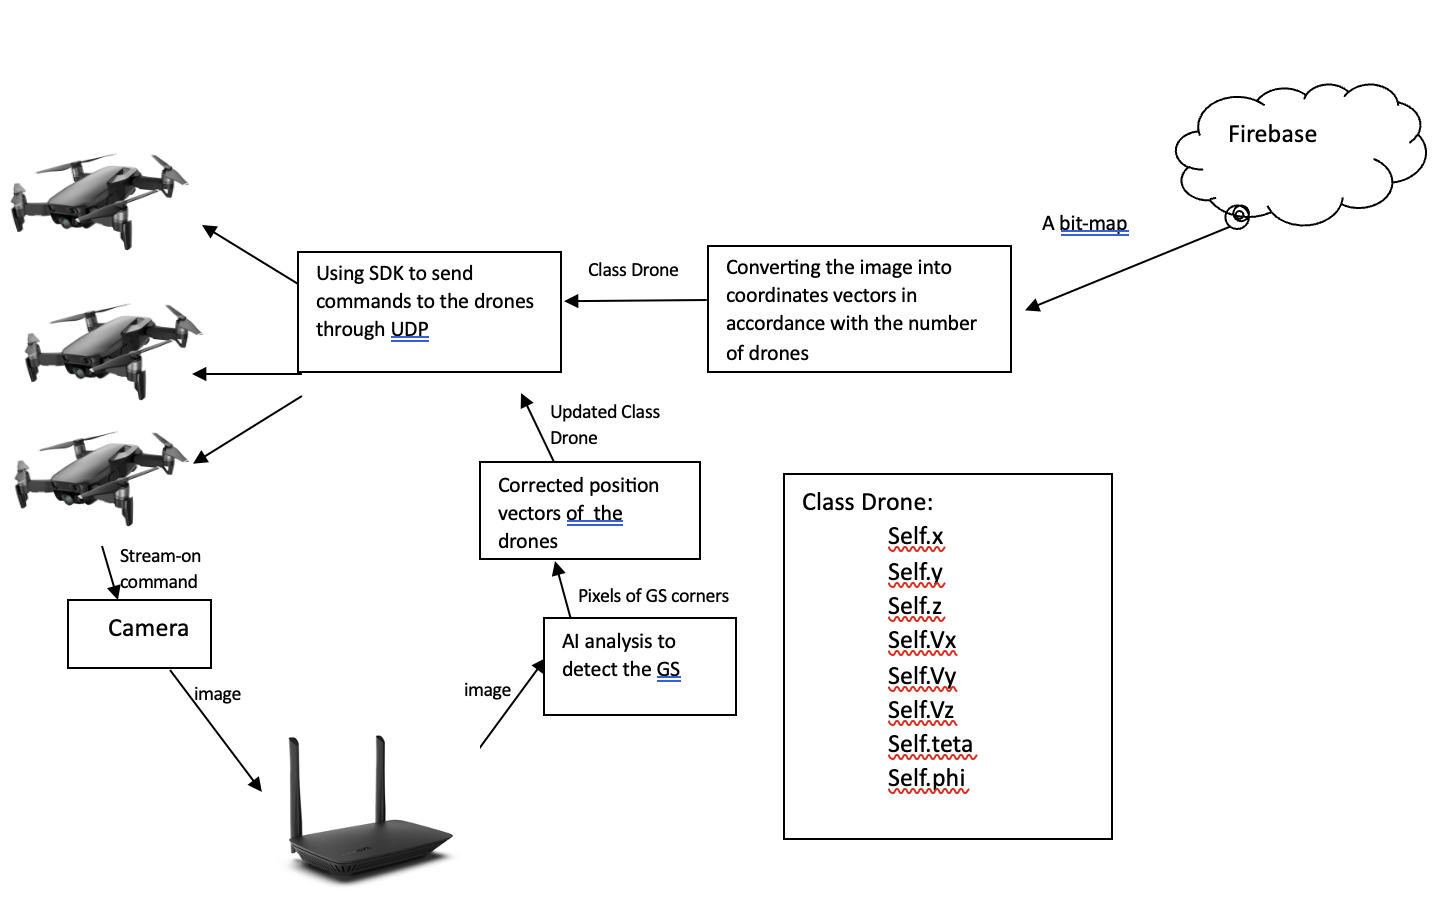 Firebase
A bit-map
Using SDK to send
commands to the drones
through UDP
Class Drone
Converting the image into
coordinates vectors in
accordance with the number
of drones
Updated Class
Drone
Corrected position
vectors of  the
drones
Pixels of GS corners
AI analysis to
detect the GS
Stream-on
command
Camera
image
image
Class Drone:
Self.x
Self.y
Self.z
Self.Vx
Self.Vy
Self.Vz
Self.teta
Self.phi